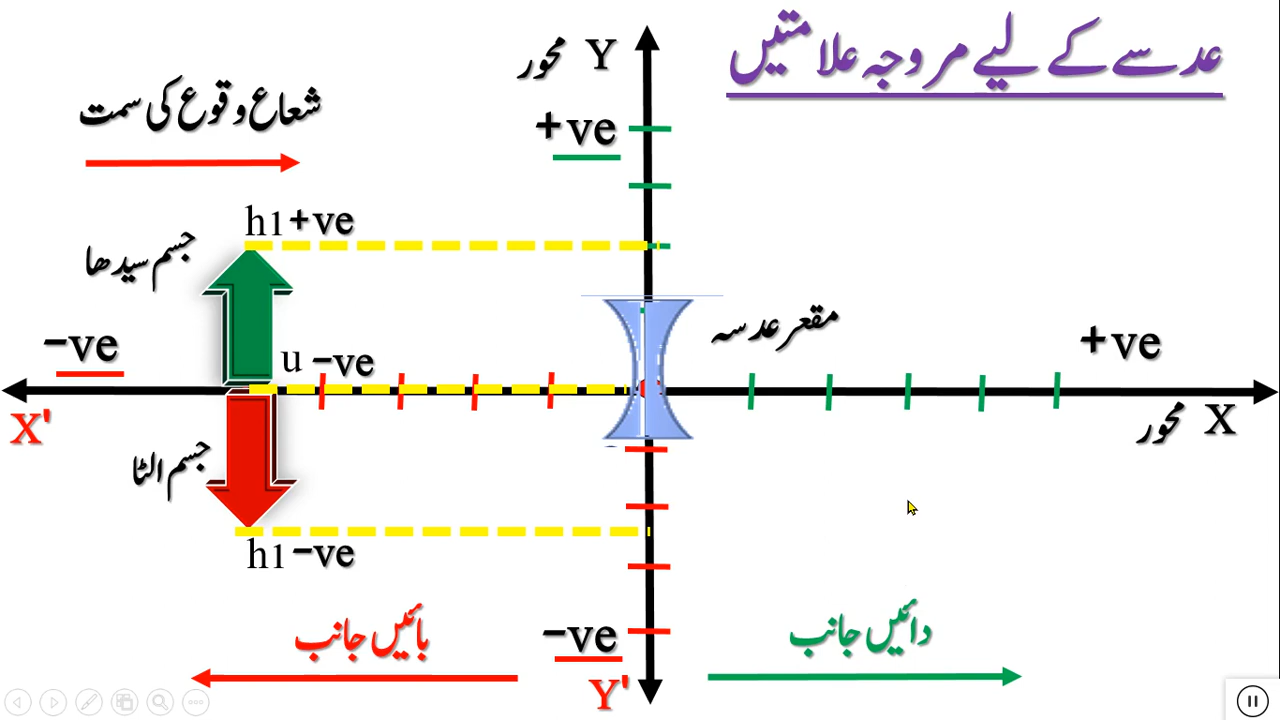 عدسے کے لیے مروجہ علامتیں
Y محور
+ve
شعاع وقوع کی سمت
h1 +ve
جسم سیدھا
مقعر عدسہ
+ve
−ve
u −ve
X'
X محور
جسم الٹا
h1 −ve
بائیں جانب
−ve
دائیں جانب
Y'